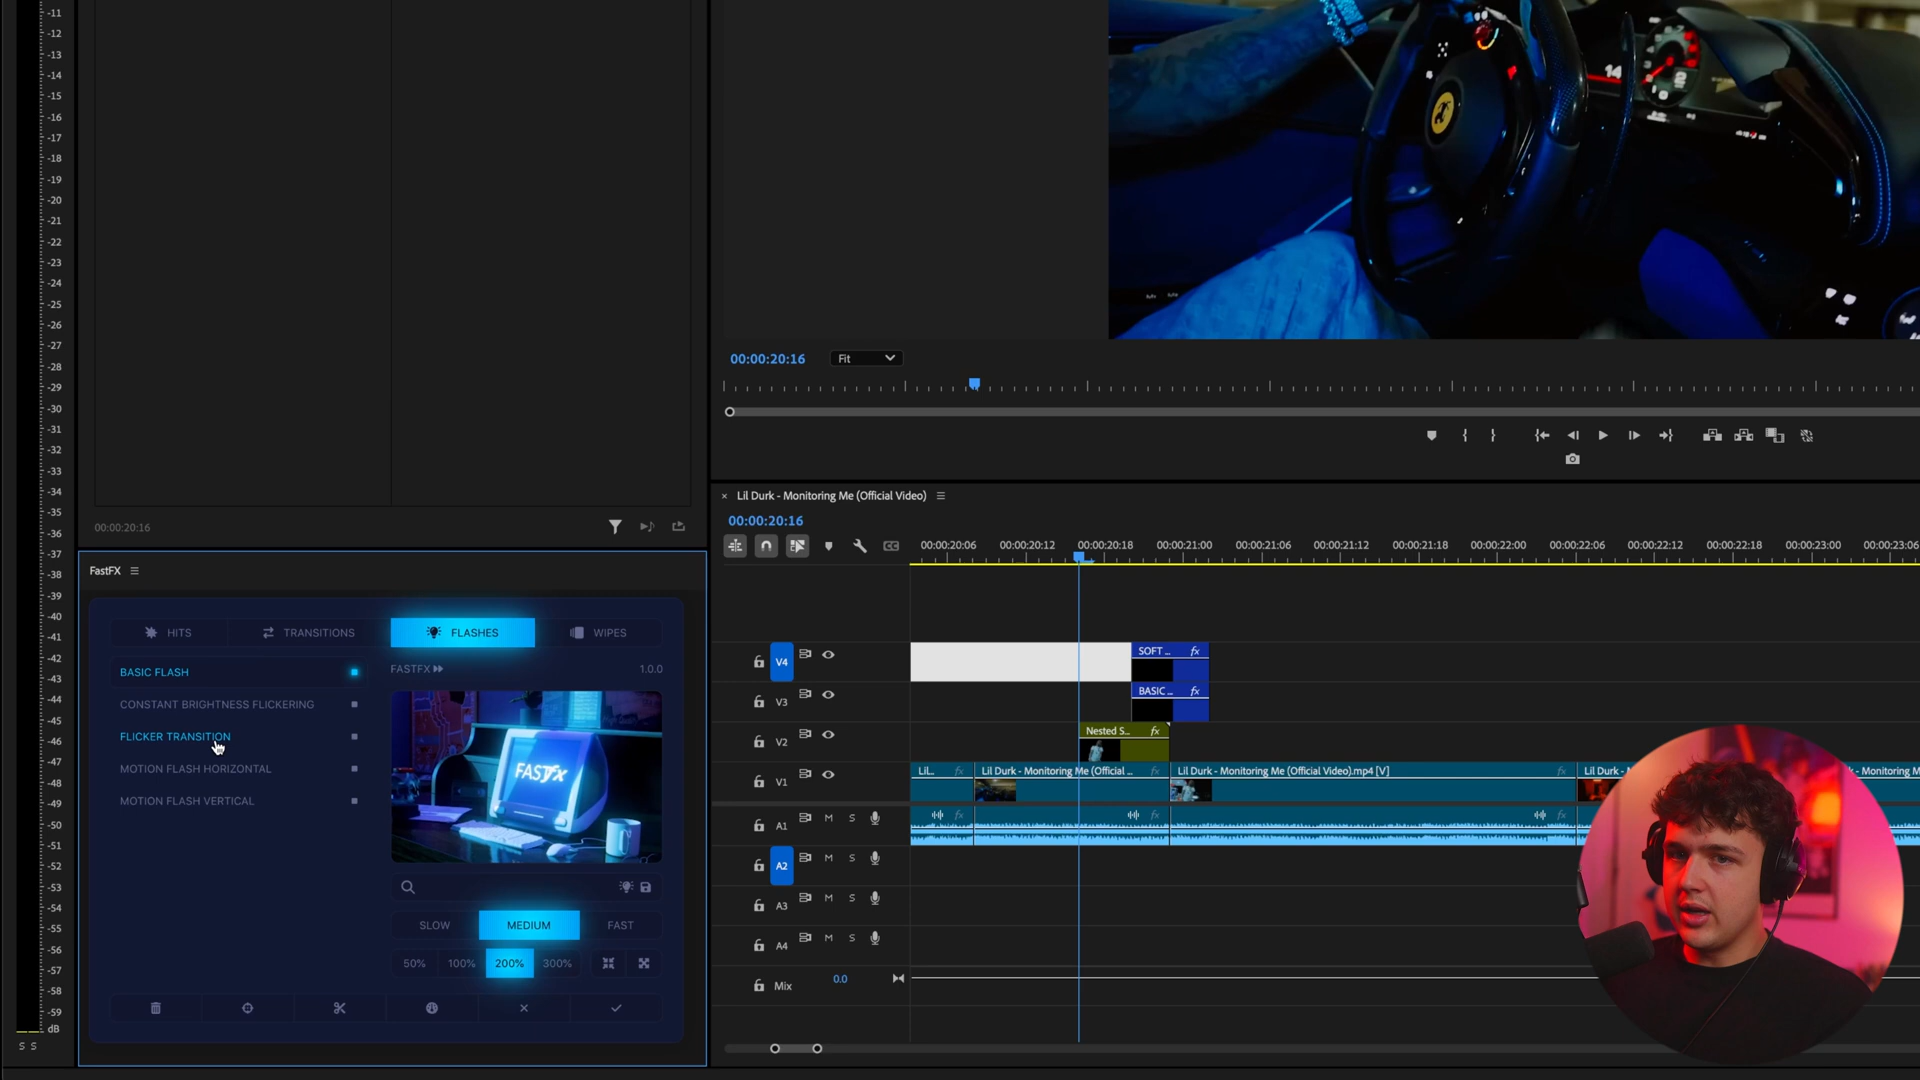 -11
-12
-13
-14
-15
-16
-17
-18
-19
-20
-21
-22
-23
-24
-25
-26
-27
-28
-29
-30
-31
-32
-33
-34
-35
-36
-37
-38
-39
-40
-41
-42
-43
-44
-45
-46
-47
-48
-49
-50
-51
-52
-53
-54
-55
-56
-57
-58
-59
dB
S S
14
2
00:00:20:16
Fit
00:00:20:16
FastFX
HITS
TRANSITIONS
FLASHES
WIPES
BASIC FLASH
CONSTANT BRIGHTNESS FLICKERING
FLICKER TRANSITION
MOTION FLASH HORIZONTAL
MOTION FLASH VERTICAL
FASTFX
1.0.0
FASTfx
SLOW
MEDIUM
FAST
50%
100%
200%
300%
Lil Durk - Monitoring Me (Official Video)
00:00:20:16
CC
00:00:20:06
00:00:20:12
00:00:20:18
00:00:21:00
00:00:21:06
00:00:21:12
00:00:21:18
00:00:22:00
00:00:22:06
00:00:22:12
00:00:22:18
00:00:23:00
00:00:23:06
V4
SOFT ...
fx
V3
BASIC ...
fx
V2
Nested S...
fx
V1
Lil...
fx
Lil Durk - Monitoring Me (Official ...
fx
Lil Durk - Monitoring Me (Official Video).mp4 [V]
fx
Lil Durk - M
k - Monitoring M
A1
M
S
fx
fx
fx
A2
M
S
A3
M
S
A4
M
S
Mix
0.0